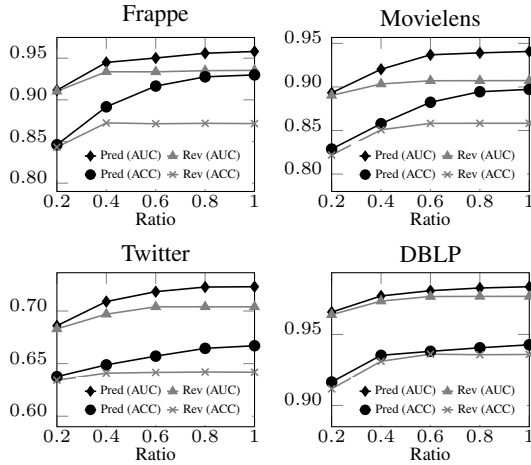 Frappe
0.95
0.90
0.85
0.80
Pred (AUC) Rev (AUC)
Pred (ACC) Rev (ACC)
0.2 0.4 0.6 0.8 1
Ratio
Movielens
0.95
0.90
0.85
0.80
Pred (AUC) Rev (AUC)
Pred (ACC) Rev (ACC)
0.2 0.4 0.6 0.8 1
Ratio
Twitter
0.70
0.65
0.60
Pred (AUC) Rev (AUC)
Pred (ACC) Rev (ACC)
0.2 0.4 0.6 0.8 1
Ratio
DBLP
0.95
0.90
Pred (AUC) Rev (AUC)
Pred (ACC) Rev (ACC)
0.2 0.4 0.6 0.8 1
Ratio